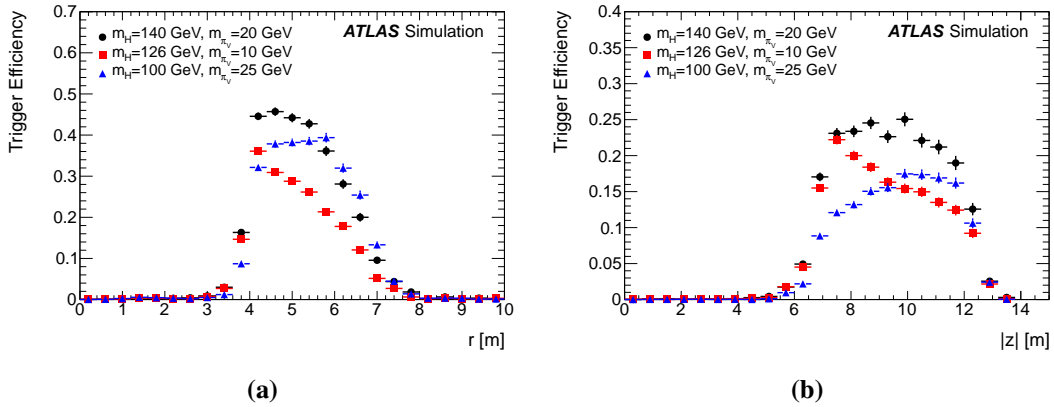 Trigger Efficiency
0.7
0.6
0.5
0.4
0.3
0.2
0.1
0
ATLAS Simulation
m_H=140 GeV, m_πv=20 GeV
m_H=126 GeV, m_πv=10 GeV
m_H=100 GeV, m_πv=25 GeV
0 1 2 3 4 5 6 7 8 9 10
r [m]
(a)
Trigger Efficiency
0.4
0.35
0.3
0.25
0.2
0.15
0.1
0.05
0
ATLAS Simulation
m_H=140 GeV, m_πv=20 GeV
m_H=126 GeV, m_πv=10 GeV
m_H=100 GeV, m_πv=25 GeV
0 2 4 6 8 10 12 14
|z| [m]
(b)